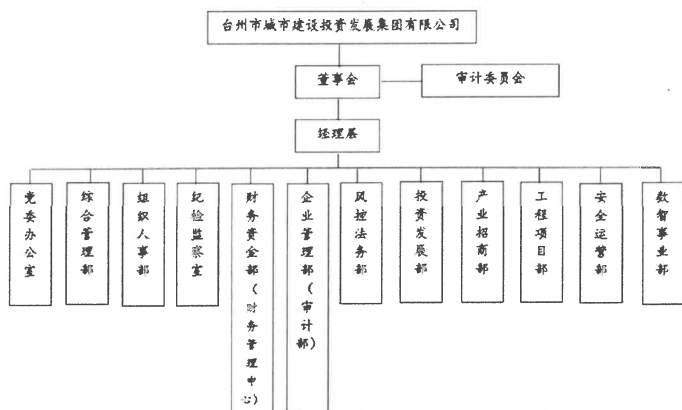 台州市城市建设投资发展集团有限公司
董事会
审计委员会
经理层
党委办公室
综合管理部
组织人事部
纪检监察室
财务资金部（财务管理中心）
企业管理部（审计部）
风控法务部
投资发展部
产业招商部
工程项目部
安全运营部
数智事业部